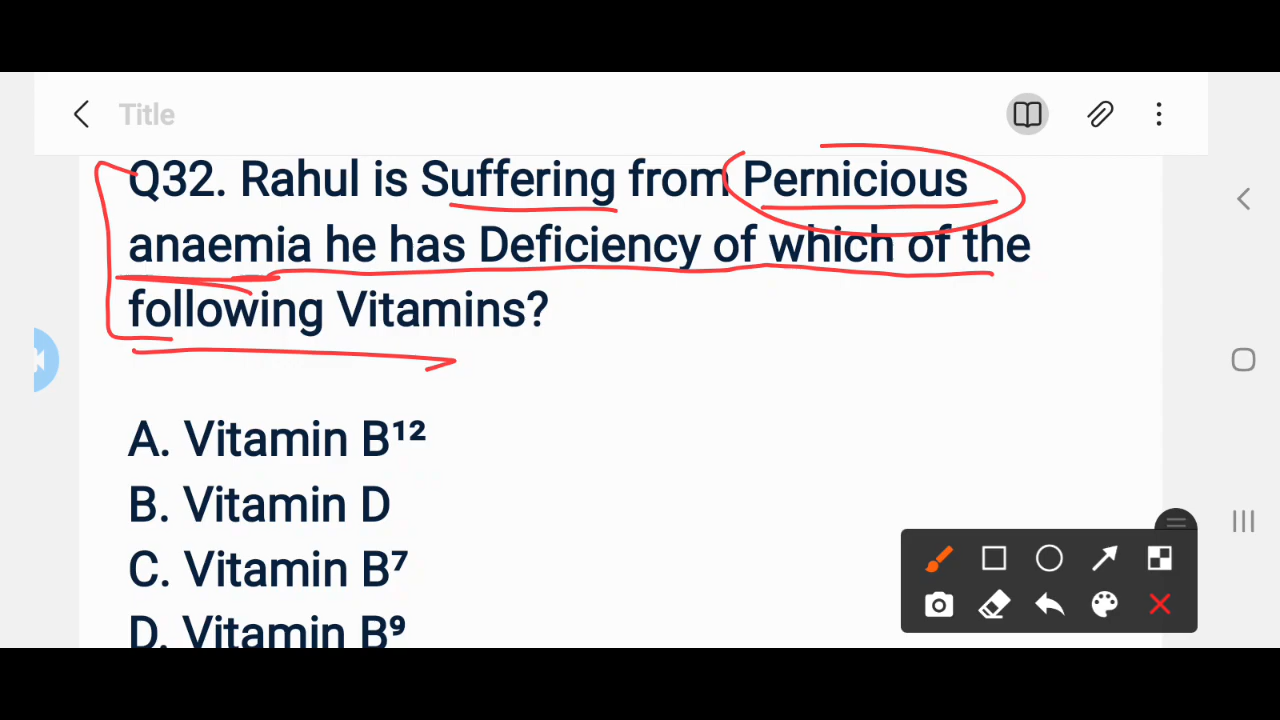 Title
Q32. Rahul is Suffering from Pernicious
anaemia he has Deficiency of which of the
following Vitamins?
A. Vitamin B¹²
B. Vitamin D
C. Vitamin B⁷
D. Vitamin B⁹